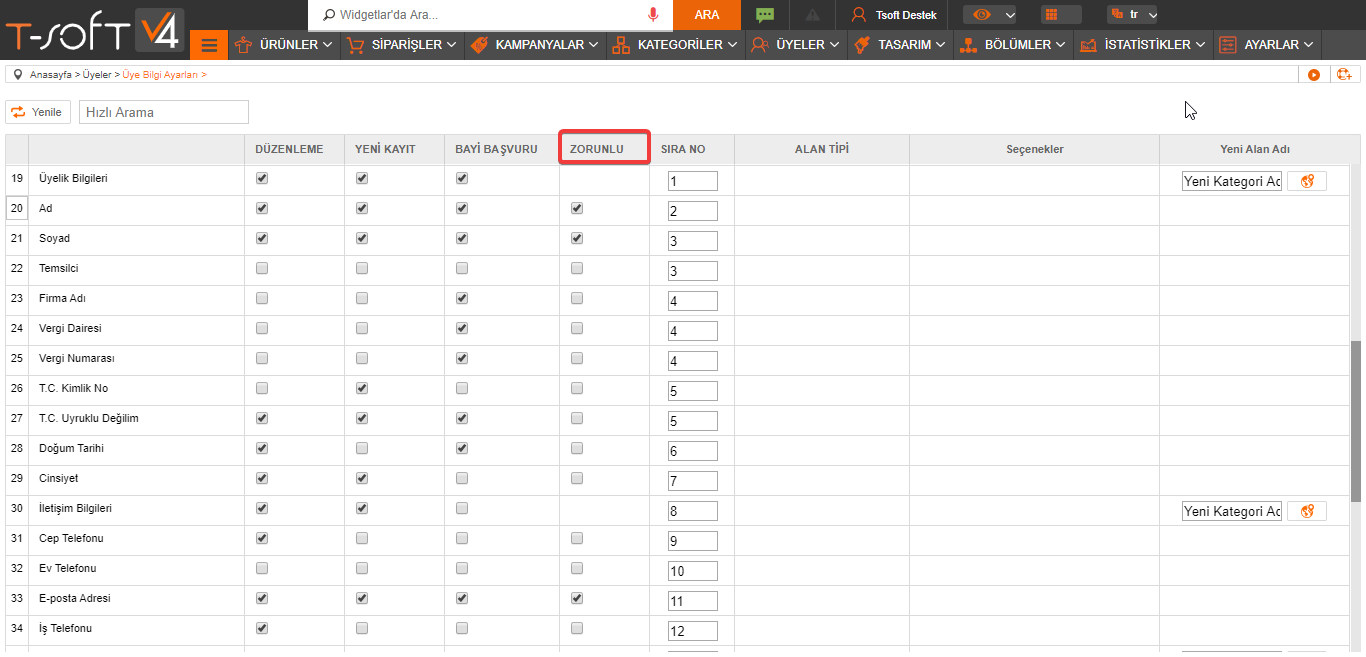 T-SOFT V4
Widgetlar'da Ara...
ARA
Tsoft Destek
tr
ÜRÜNLER
SİPARİŞLER
KAMPANYALAR
KATEGORİLER
ÜYELER
TASARIM
BÖLÜMLER
İSTATİSTİKLER
AYARLAR
Anasayfa > Üyeler > Üye Bilgi Ayarları >
Yenile
Hızlı Arama
DÜZENLEME YENİ KAYIT BAYİ BAŞVURU ZORUNLU SIRA NO ALAN TİPİ Seçenekler Yeni Alan Adı
19 Üyelik Bilgileri 1 Yeni Kategori Ad
20 Ad 2
21 Soyad 3
22 Temsilci 3
23 Firma Adı 4
24 Vergi Dairesi 4
25 Vergi Numarası 4
26 T.C. Kimlik No 5
27 T.C. Uyruklu Değilim 5
28 Doğum Tarihi 6
29 Cinsiyet 7
30 İletişim Bilgileri 8 Yeni Kategori Ad
31 Cep Telefonu 9
32 Ev Telefonu 10
33 E-posta Adresi 11
34 İş Telefonu 12